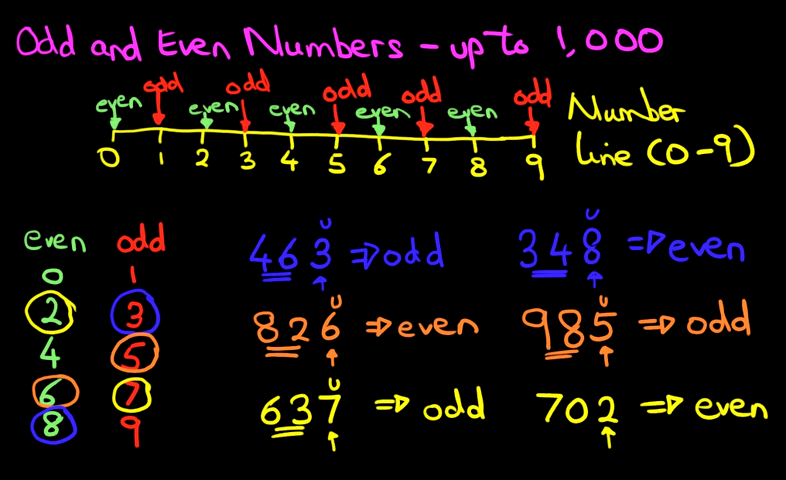 Odd and Even Numbers - up to 1,000
even odd even odd even odd even odd even odd
0 1 2 3 4 5 6 7 8 9
Number
line (0-9)
even odd
0 1
2 3
4 5
6 7
8 9
U U
463 ⇒ odd 348 ⇒ even
U U
826 ⇒ even 985 ⇒ odd
U
637 ⇒ odd 702 ⇒ even